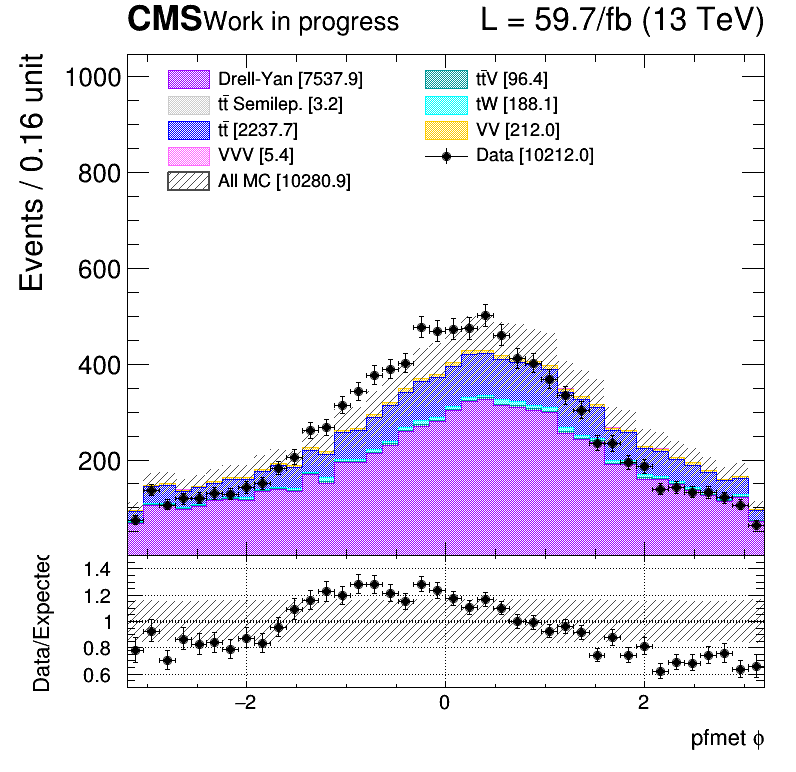 CMS Work in progress L = 59.7/fb (13 TeV)
Events / 0.16 unit
1000
800
600
400
200
Drell-Yan [7537.9]
tt̄ Semilep. [3.2]
tt̄ [2237.7]
VVV [5.4]
All MC [10280.9]
tt̄V [96.4]
tW [188.1]
VV [212.0]
Data [10212.0]
Data/Expected
1.4
1.2
1
0.8
0.6
−2 0 2
pfmet ϕ